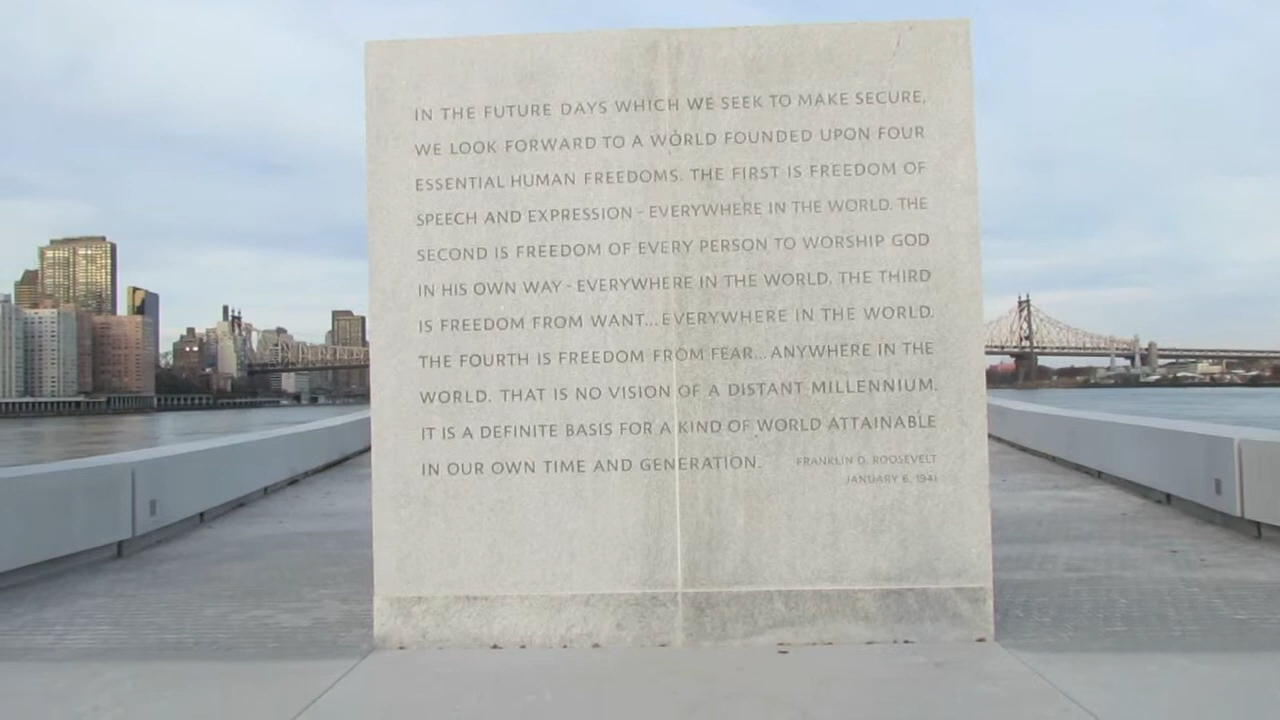 IN THE FUTURE DAYS WHICH WE SEEK TO MAKE SECURE,
WE LOOK FORWARD TO A WORLD FOUNDED UPON FOUR
ESSENTIAL HUMAN FREEDOMS. THE FIRST IS FREEDOM OF
SPEECH AND EXPRESSION - EVERYWHERE IN THE WORLD. THE
SECOND IS FREEDOM OF EVERY PERSON TO WORSHIP GOD
IN HIS OWN WAY - EVERYWHERE IN THE WORLD. THE THIRD
IS FREEDOM FROM WANT... EVERYWHERE IN THE WORLD.
THE FOURTH IS FREEDOM FROM FEAR... ANYWHERE IN THE
WORLD. THAT IS NO VISION OF A DISTANT MILLENNIUM.
IT IS A DEFINITE BASIS FOR A KIND OF WORLD ATTAINABLE
IN OUR OWN TIME AND GENERATION.
FRANKLIN D. ROOSEVELT
JANUARY 6, 1941